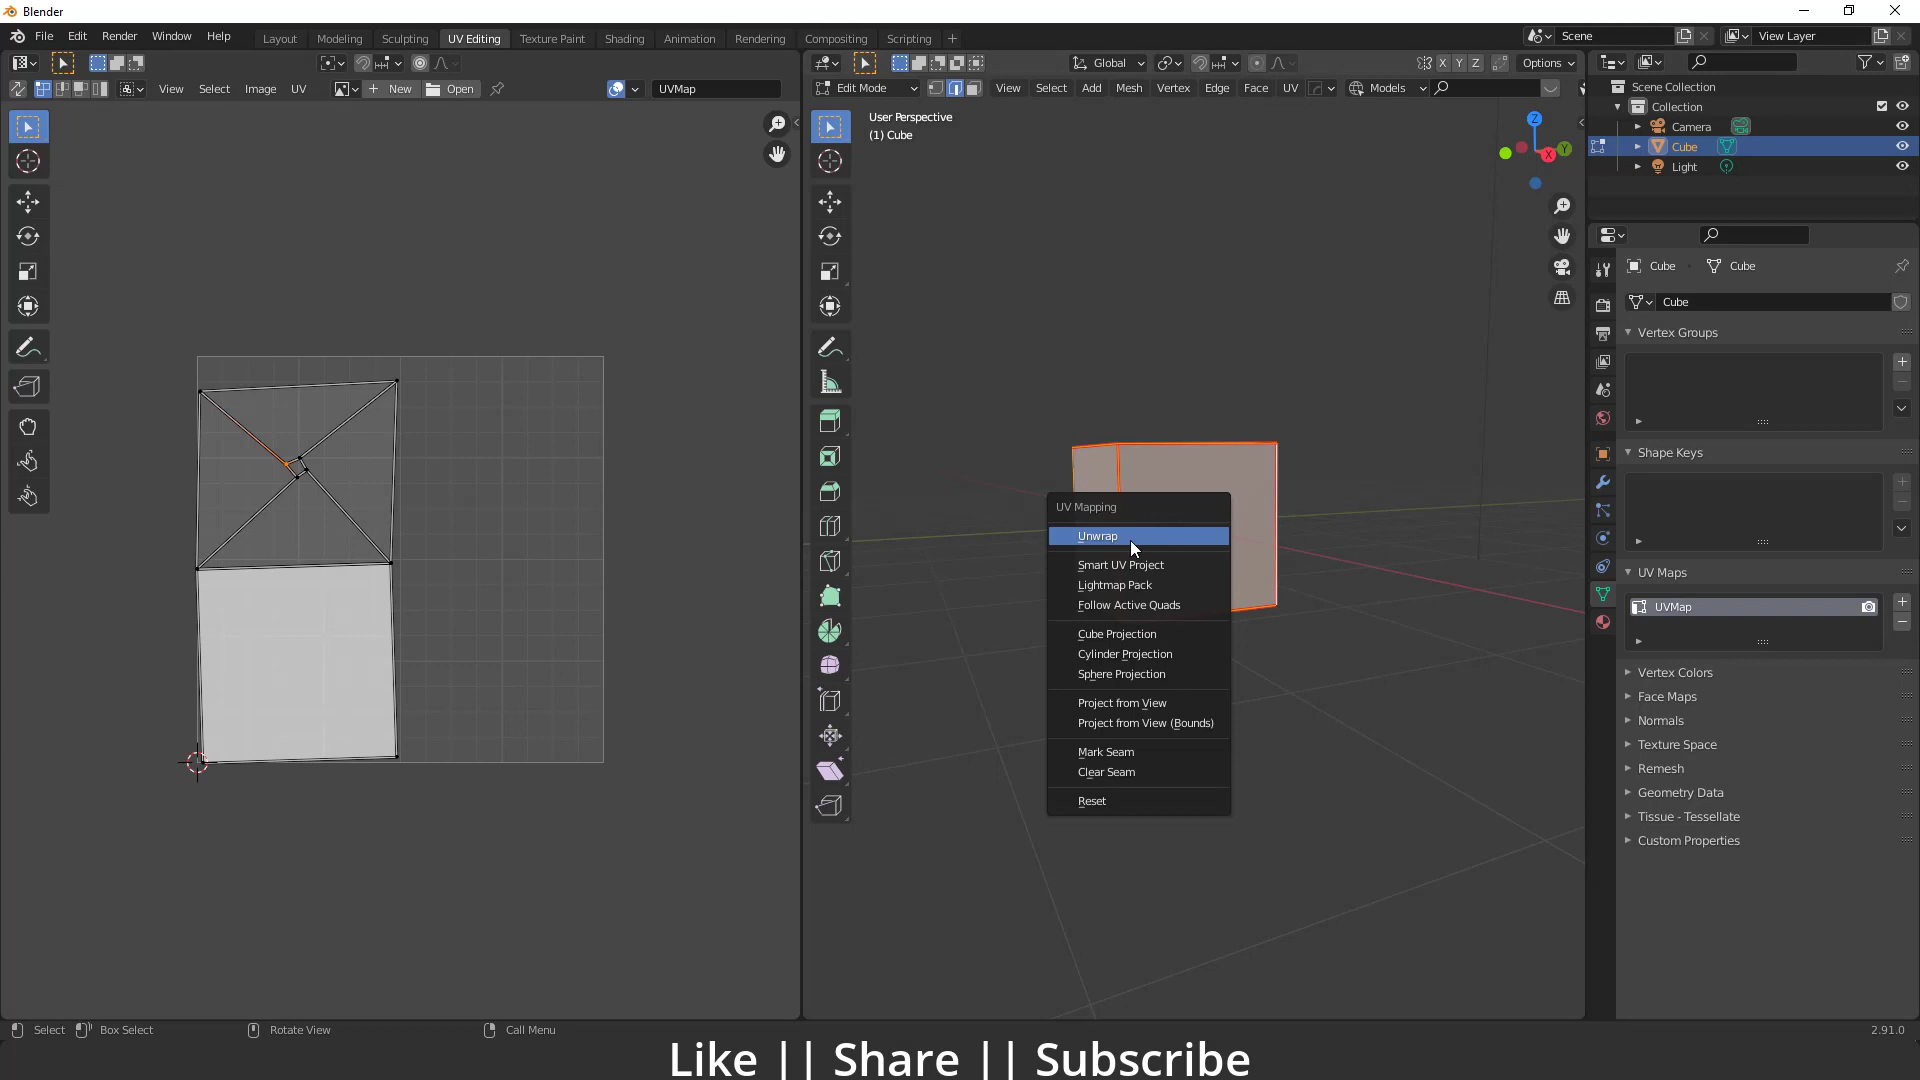 Blender
File Edit Render Window Help
Layout Modeling Sculpting UV Editing Texture Paint Shading Animation Rendering Compositing Scripting +
Scene
View Layer
Global
X Y Z
Options
View Select Image UV
New
Open
UVMap
Edit Mode
View Select Add Mesh Vertex Edge Face UV
Models
User Perspective
(1) Cube
Z
Y
X
Scene Collection
Collection
Camera
Cube
Light
Cube
Cube
Cube
Vertex Groups
Shape Keys
UV Maps
UVMap
Vertex Colors
Face Maps
Normals
Texture Space
Remesh
Geometry Data
Tissue - Tessellate
Custom Properties
UV Mapping
Unwrap
Smart UV Project
Lightmap Pack
Follow Active Quads
Cube Projection
Cylinder Projection
Sphere Projection
Project from View
Project from View (Bounds)
Mark Seam
Clear Seam
Reset
Select
Box Select
Rotate View
Call Menu
2.91.0
Like || Share || Subscribe